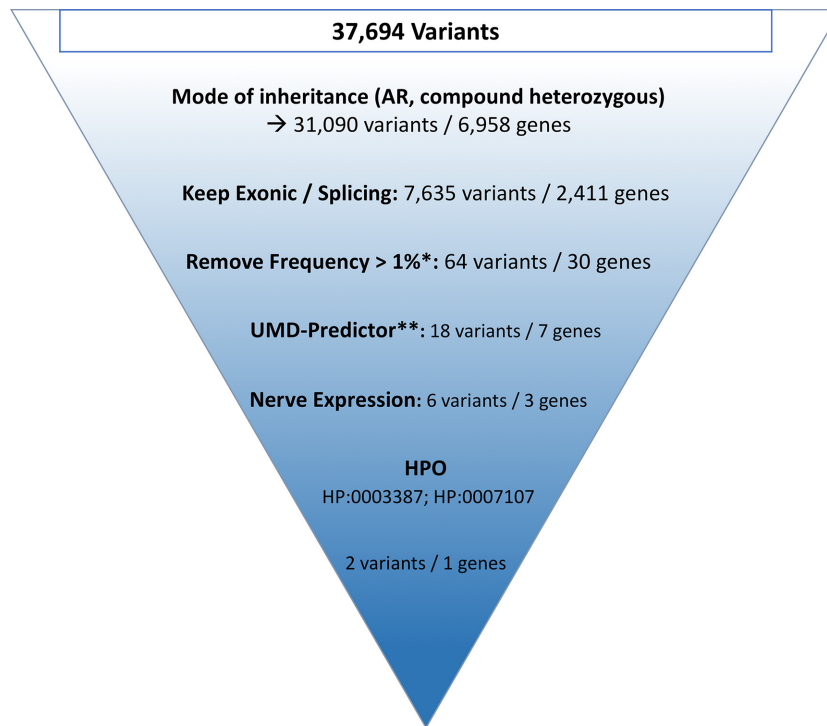 37,694 Variants
Mode of inheritance (AR, compound heterozygous)
→ 31,090 variants / 6,958 genes
Keep Exonic / Splicing: 7,635 variants / 2,411 genes
Remove Frequency > 1%*: 64 variants / 30 genes
UMD-Predictor**: 18 variants / 7 genes
Nerve Expression: 6 variants / 3 genes
HPO
HP:0003387; HP:0007107
2 variants / 1 genes